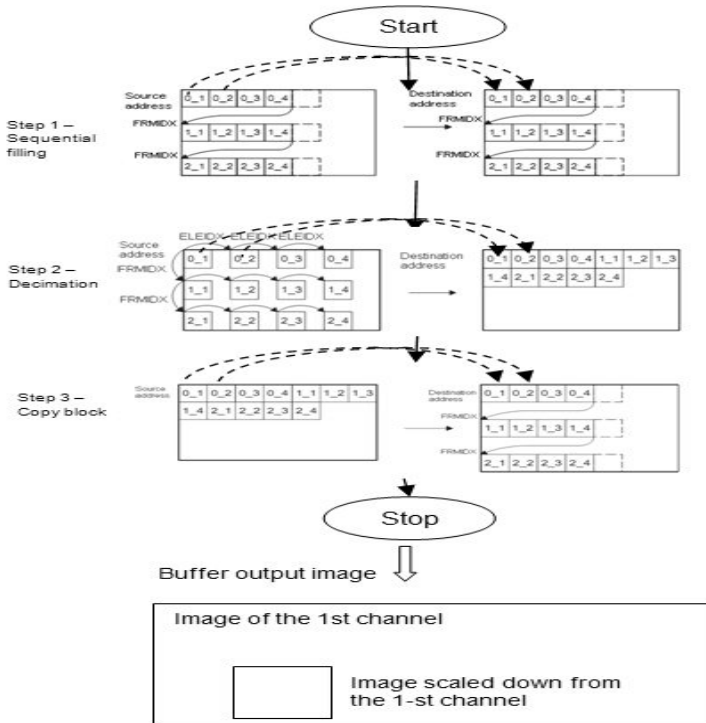 Start
Source address
0_1 0_2 0_3 0_4
FRMIDX
1_1 1_2 1_3 1_4
FRMIDX
2_1 2_2 2_3 2_4
Destination address
0_1 0_2 0_3 0_4
FRMIDX
1_1 1_2 1_3 1_4
FRMIDX
2_1 2_2 2_3 2_4
Step 1 –
Sequential
filling
ELEIDX ELEIDX ELEIDX
Source address
0_1 0_2 0_3 0_4
FRMIDX
1_1 1_2 1_3 1_4
FRMIDX
2_1 2_2 2_3 2_4
Destination address
0_1 0_2 0_3 0_4 1_1 1_2 1_3
1_4 2_1 2_2 2_3 2_4
Step 2 –
Decimation
Source address
0_1 0_2 0_3 0_4 1_1 1_2 1_3
1_4 2_1 2_2 2_3 2_4
Destination address
0_1 0_2 0_3 0_4
FRMIDX
1_1 1_2 1_3 1_4
FRMIDX
2_1 2_2 2_3 2_4
Step 3 –
Copy block
Stop
Buffer output image
Image of the 1st channel
Image scaled down from
the 1-st channel